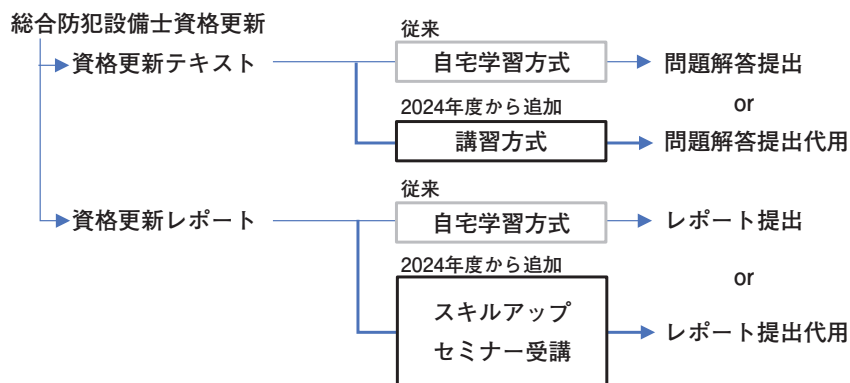 総合防犯設備士資格更新
従来
資格更新テキスト 自宅学習方式 問題解答提出
or
2024年度から追加
講習方式 問題解答提出代用
従来
資格更新レポート 自宅学習方式 レポート提出
or
2024年度から追加
スキルアップ
セミナー受講
レポート提出代用